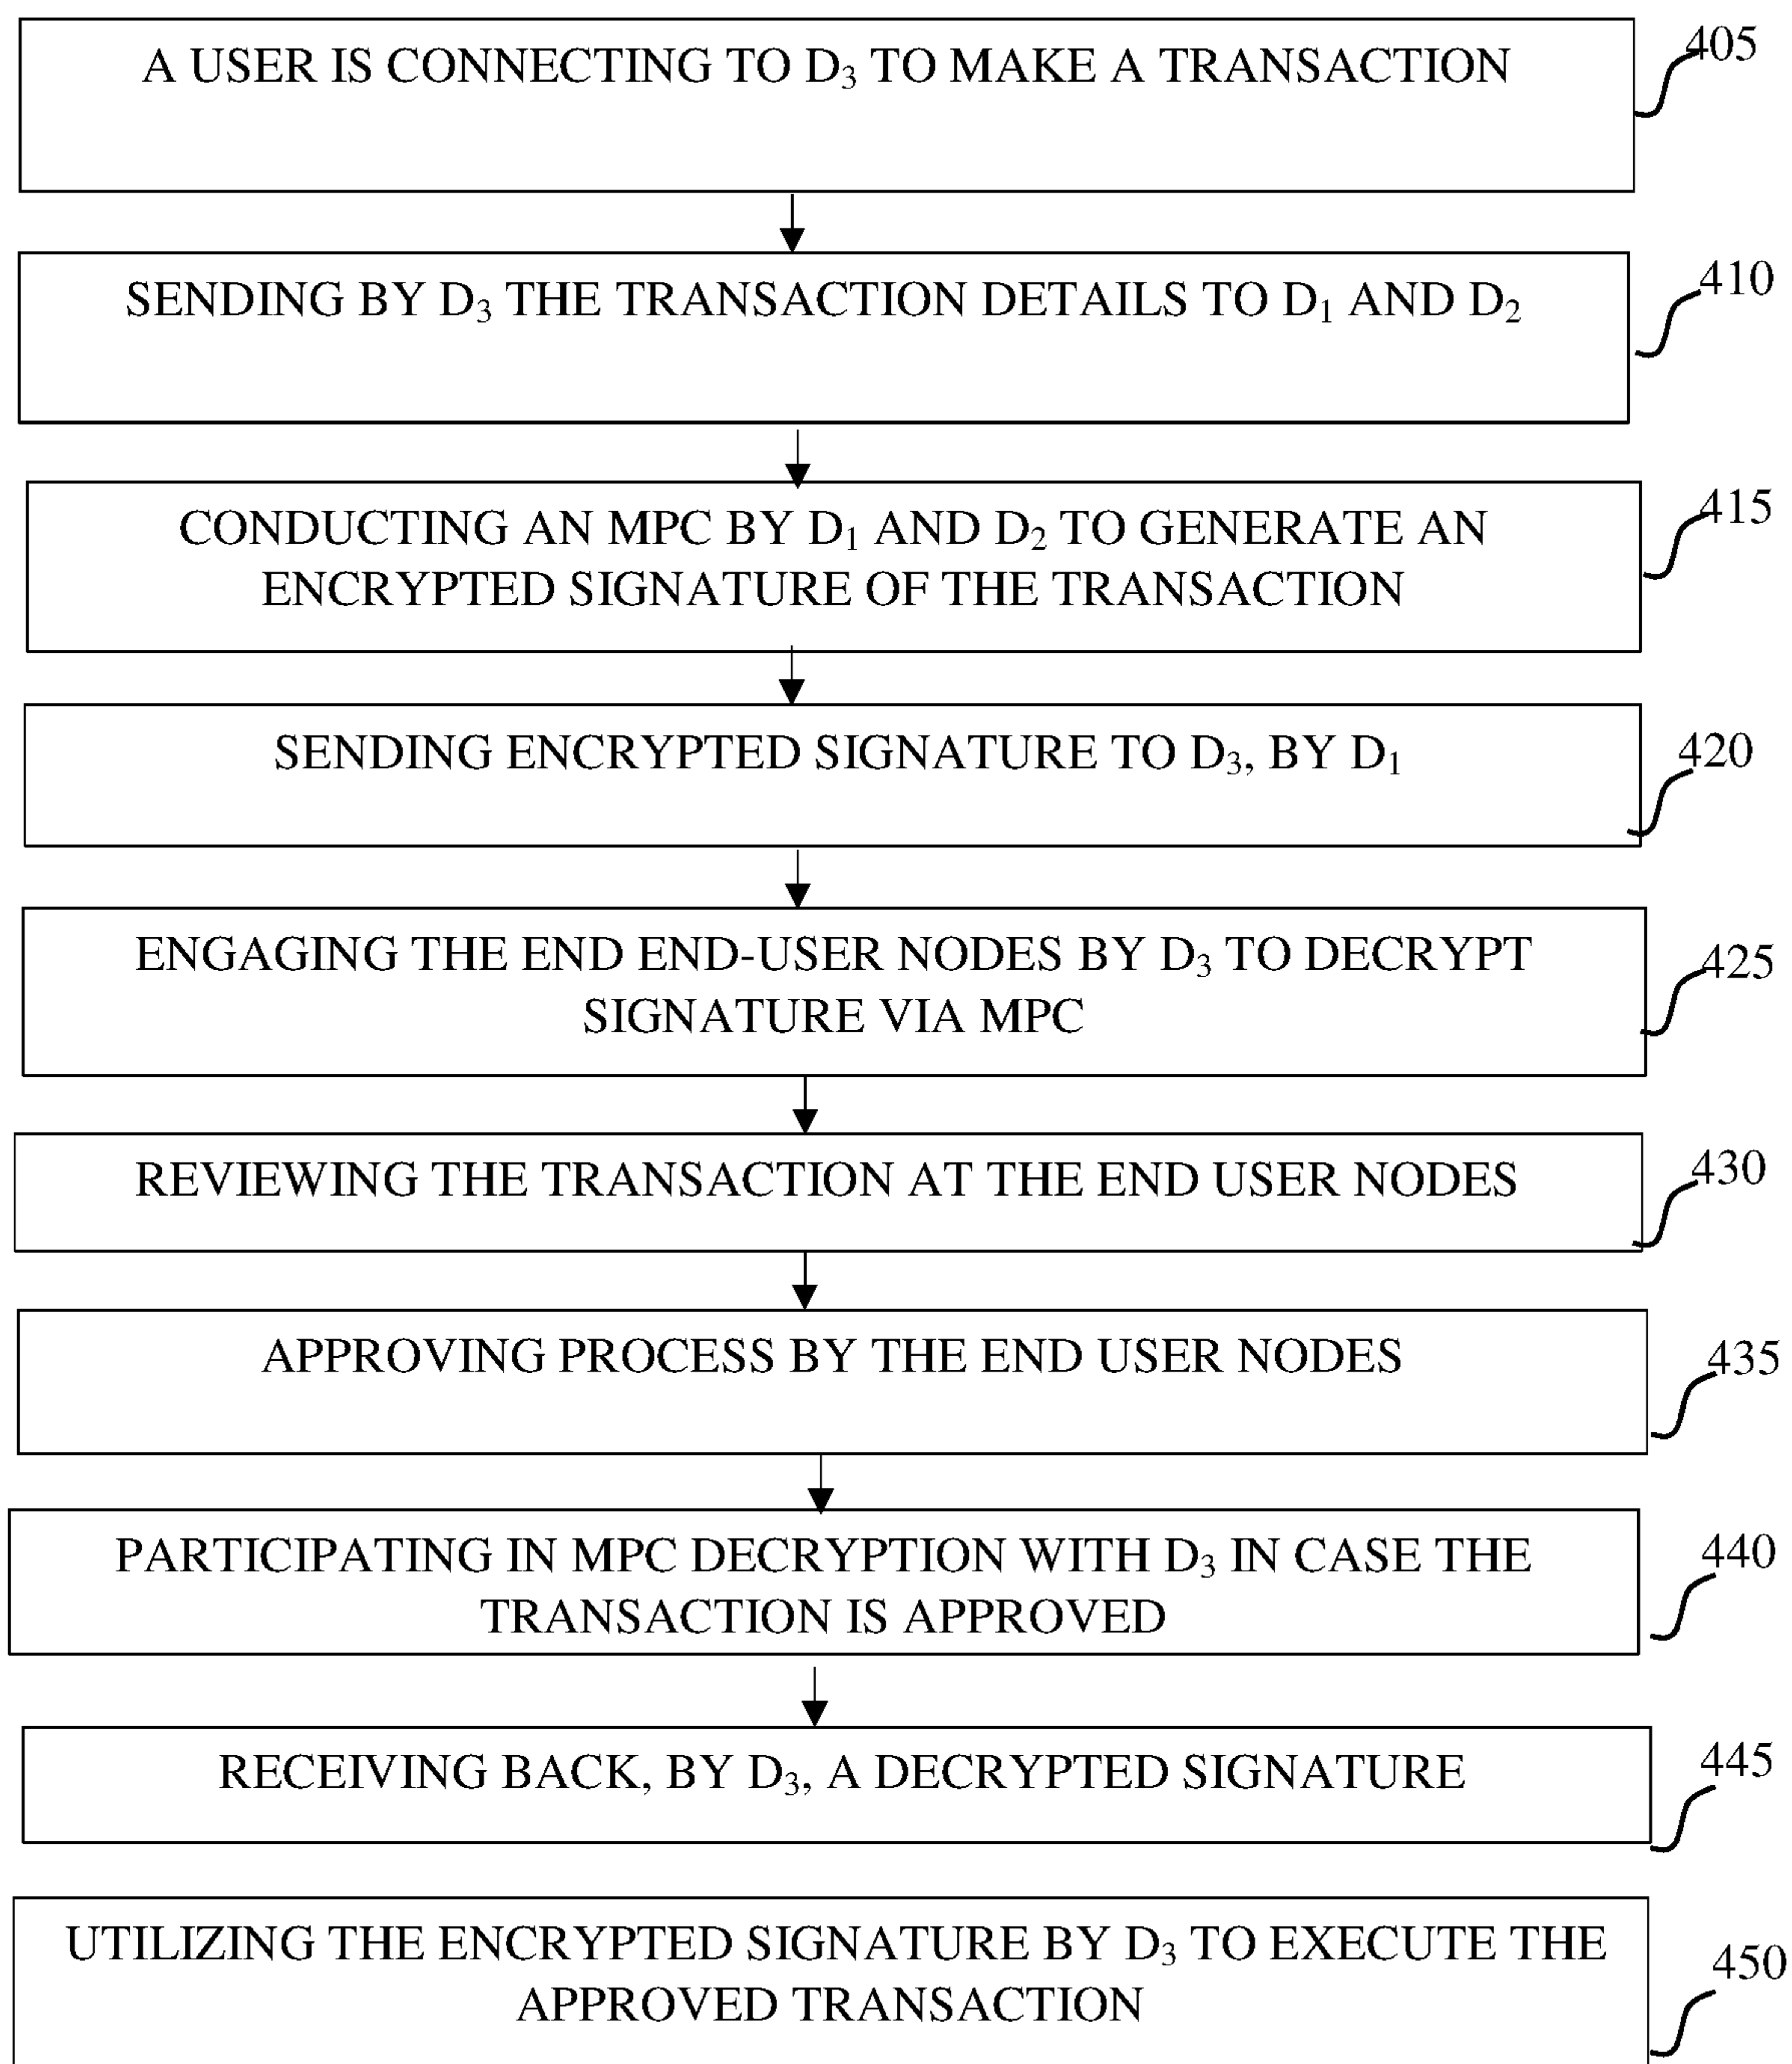 A USER IS CONNECTING TO D₃ TO MAKE A TRANSACTION
405
SENDING BY D₃ THE TRANSACTION DETAILS TO D₁ AND D₂
410
CONDUCTING AN MPC BY D₁ AND D₂ TO GENERATE AN
ENCRYPTED SIGNATURE OF THE TRANSACTION
415
SENDING ENCRYPTED SIGNATURE TO D₃, BY D₁
420
ENGAGING THE END END-USER NODES BY D₃ TO DECRYPT
SIGNATURE VIA MPC
425
REVIEWING THE TRANSACTION AT THE END USER NODES
430
APPROVING PROCESS BY THE END USER NODES
435
PARTICIPATING IN MPC DECRYPTION WITH D₃ IN CASE THE
TRANSACTION IS APPROVED
440
RECEIVING BACK, BY D₃, A DECRYPTED SIGNATURE
445
UTILIZING THE ENCRYPTED SIGNATURE BY D₃ TO EXECUTE THE
APPROVED TRANSACTION
450